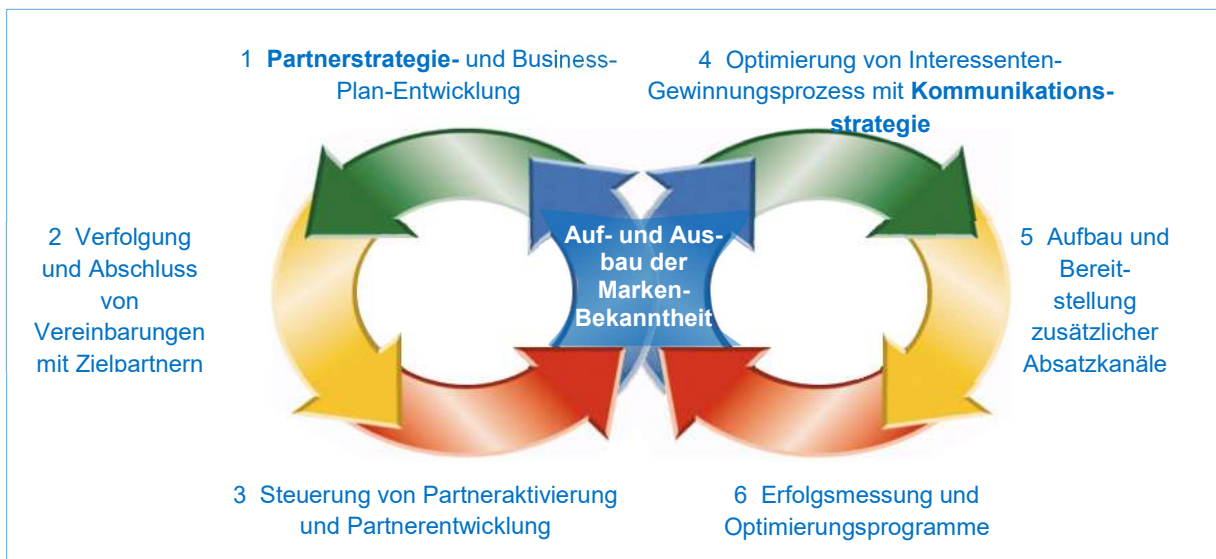 1 Partnerstrategie- und Business-
Plan-Entwicklung
4 Optimierung von Interessenten-
Gewinnungsprozess mit Kommunikations-
strategie
2 Verfolgung
und Abschluss
von
Vereinbarungen
mit Zielpartnern
Auf- und Aus-
bau der
Marken-
Bekanntheit
5 Aufbau und
Bereit-
stellung
zusätzlicher
Absatzkanäle
3 Steuerung von Partneraktivierung
und Partnerentwicklung
6 Erfolgsmessung und
Optimierungsprogramme